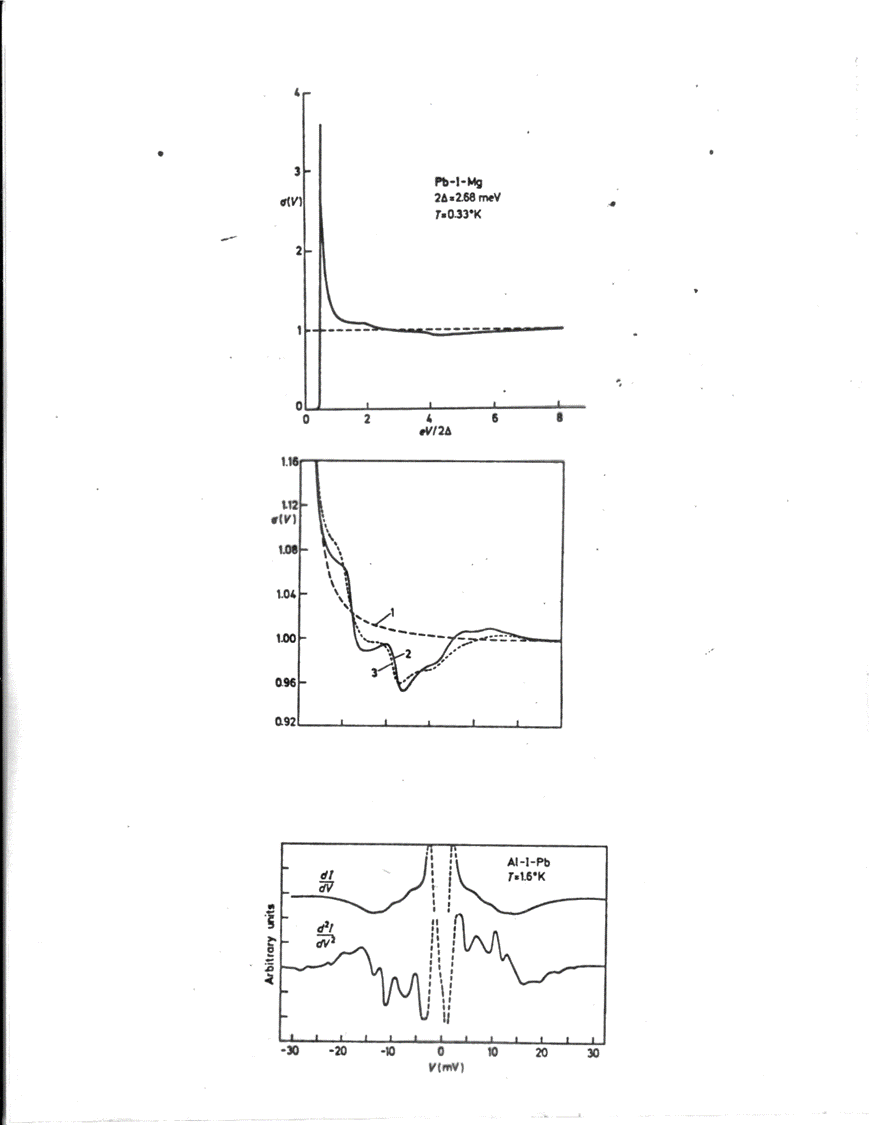 4
3
σ(V)
2
1
0
Pb-I-Mg
2Δ=2.68 meV
T=0.33°K
0 2 4 6 8
eV/2Δ
1.16
1.12
σ(V)
1.08
1.04
1.00
0.96
0.92
1
2
3
Al-I-Pb
T=1.6°K
dI
dV
d²I
dV²
Arbitrary units
-30 -20 -10 0 10 20 30
V(mV)